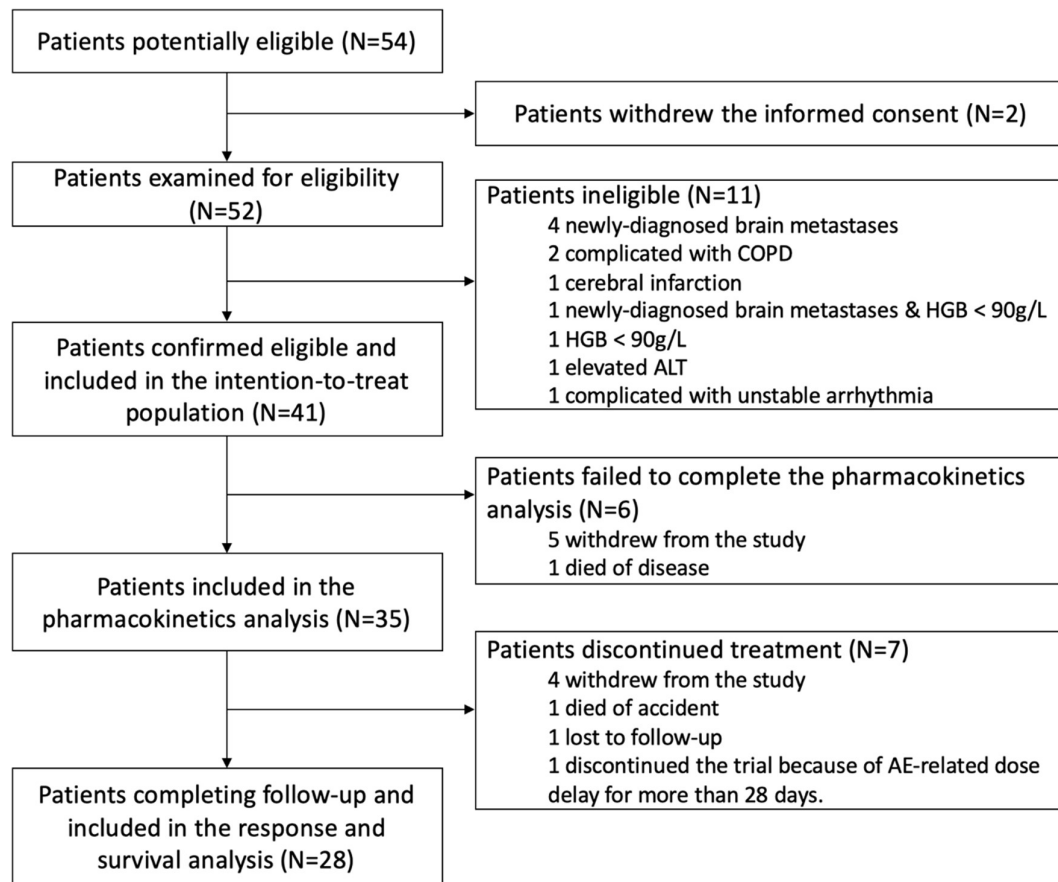 Patients potentially eligible (N=54)
Patients withdrew the informed consent (N=2)
Patients examined for eligibility
(N=52)
Patients ineligible (N=11)
4 newly-diagnosed brain metastases
2 complicated with COPD
1 cerebral infarction
1 newly-diagnosed brain metastases & HGB < 90g/L
1 HGB < 90g/L
1 elevated ALT
1 complicated with unstable arrhythmia
Patients confirmed eligible and
included in the intention-to-treat
population (N=41)
Patients failed to complete the pharmacokinetics
analysis (N=6)
5 withdrew from the study
1 died of disease
Patients included in the
pharmacokinetics analysis (N=35)
Patients discontinued treatment (N=7)
4 withdrew from the study
1 died of accident
1 lost to follow-up
1 discontinued the trial because of AE-related dose
delay for more than 28 days.
Patients completing follow-up and
included in the response and
survival analysis (N=28)